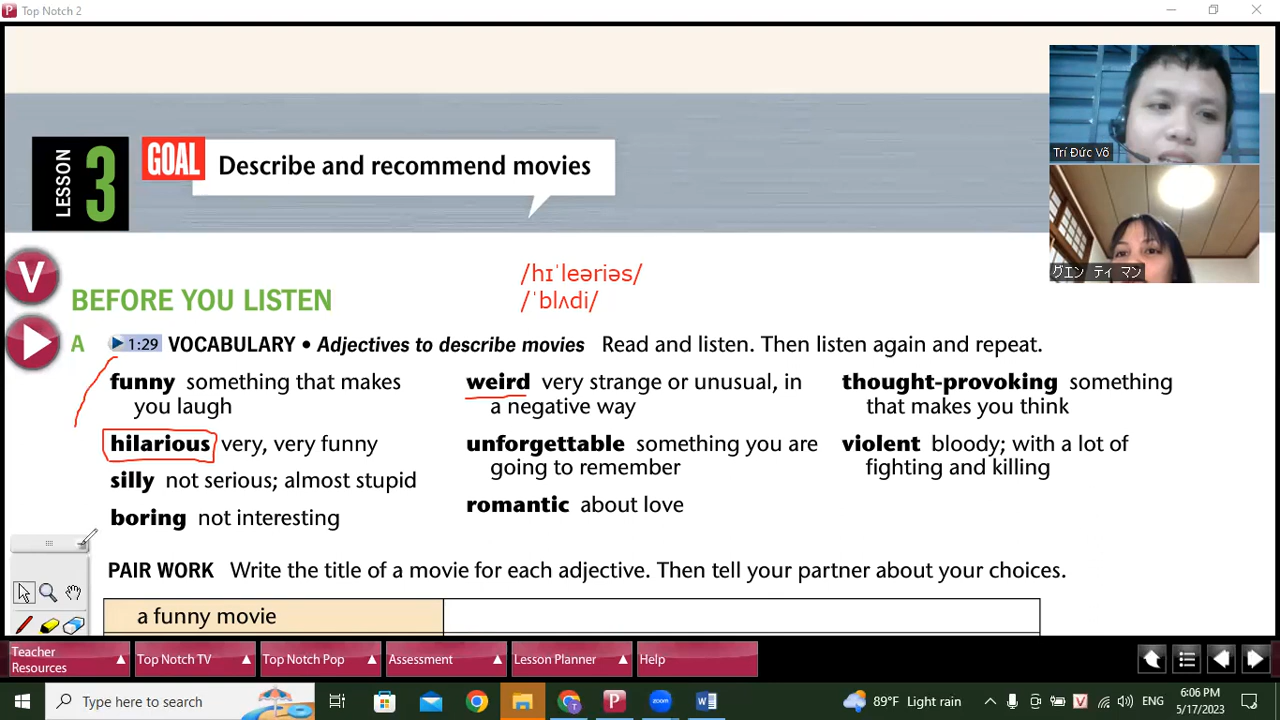 Top Notch 2
LESSON 3
GOAL Describe and recommend movies
Trí Đức Võ
グエン ティ マン
V
/hɪˈleəriəs/
/ˈblʌdi/
BEFORE YOU LISTEN
A 1:29 VOCABULARY • Adjectives to describe movies Read and listen. Then listen again and repeat.
funny something that makes
you laugh
hilarious very, very funny
silly not serious; almost stupid
boring not interesting
weird very strange or unusual, in
a negative way
unforgettable something you are
going to remember
romantic about love
thought-provoking something
that makes you think
violent bloody; with a lot of
fighting and killing
PAIR WORK Write the title of a movie for each adjective. Then tell your partner about your choices.
a funny movie
Teacher
Resources
Top Notch TV
Top Notch Pop
Assessment
Lesson Planner
Help
Type here to search
89°F Light rain
ENG
6:06 PM
5/17/2023